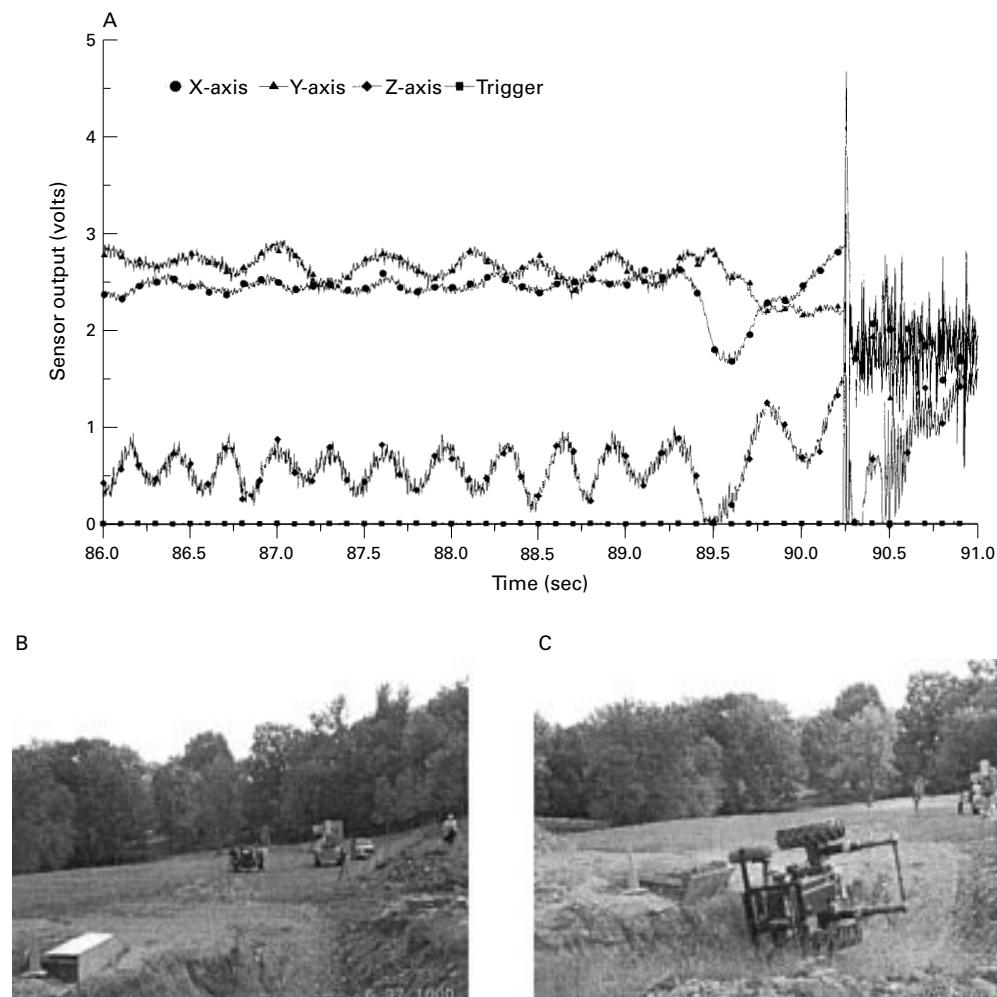 A
5
● X-axis ▲ Y-axis ◆ Z-axis ■ Trigger
4
3
2
1
0
Sensor output (volts)
86.0 86.5 87.0 87.5 88.0 88.5 89.0 89.5 90.0 90.5 91.0
Time (sec)
B
C